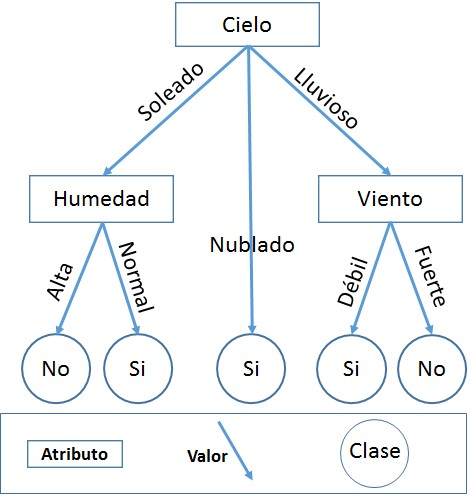 Cielo
Soleado
Lluvioso
Humedad
Viento
Nublado
Alta
Normal
Débil
Fuerte
No
Si
Si
Si
No
Atributo
Valor
Clase